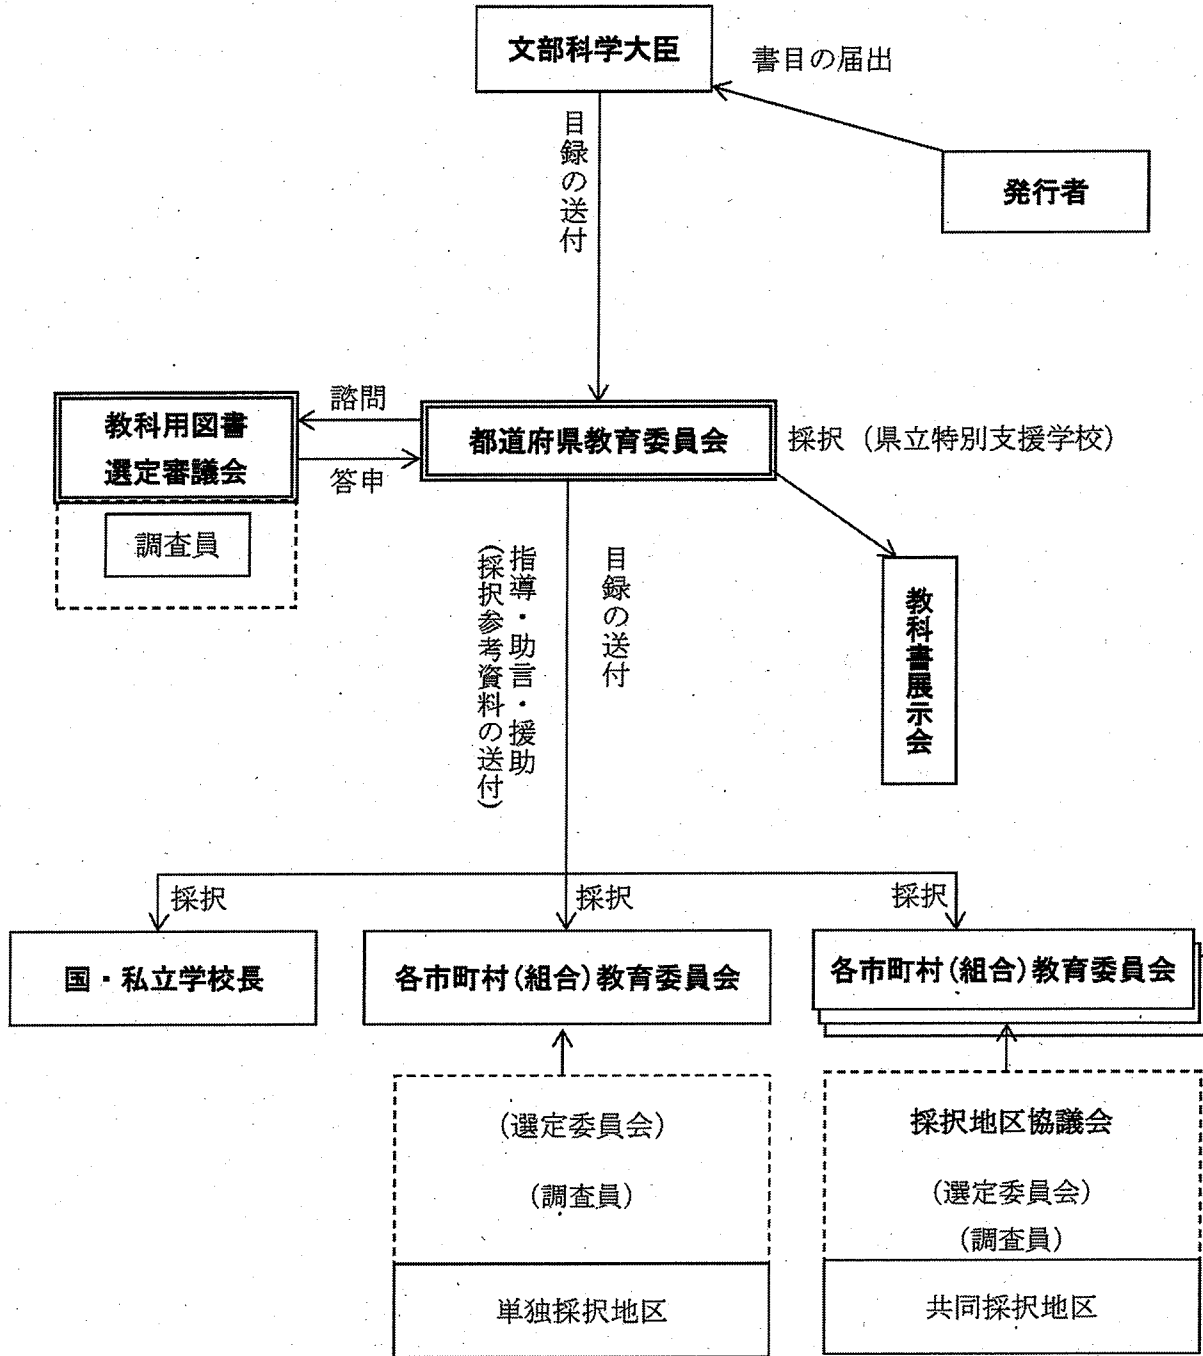 文部科学大臣
書目の届出
発行者
目録の送付
諮問
教科用図書
選定審議会
答申
調査員
都道府県教育委員会
採択（県立特別支援学校）
教科書展示会
指導・助言・援助
(採択参考資料の送付)
目録の送付
採択
採択
採択
国・私立学校長
各市町村(組合)教育委員会
各市町村(組合)教育委員会
(選定委員会)
(調査員)
単独採択地区
採択地区協議会
(選定委員会)
(調査員)
共同採択地区